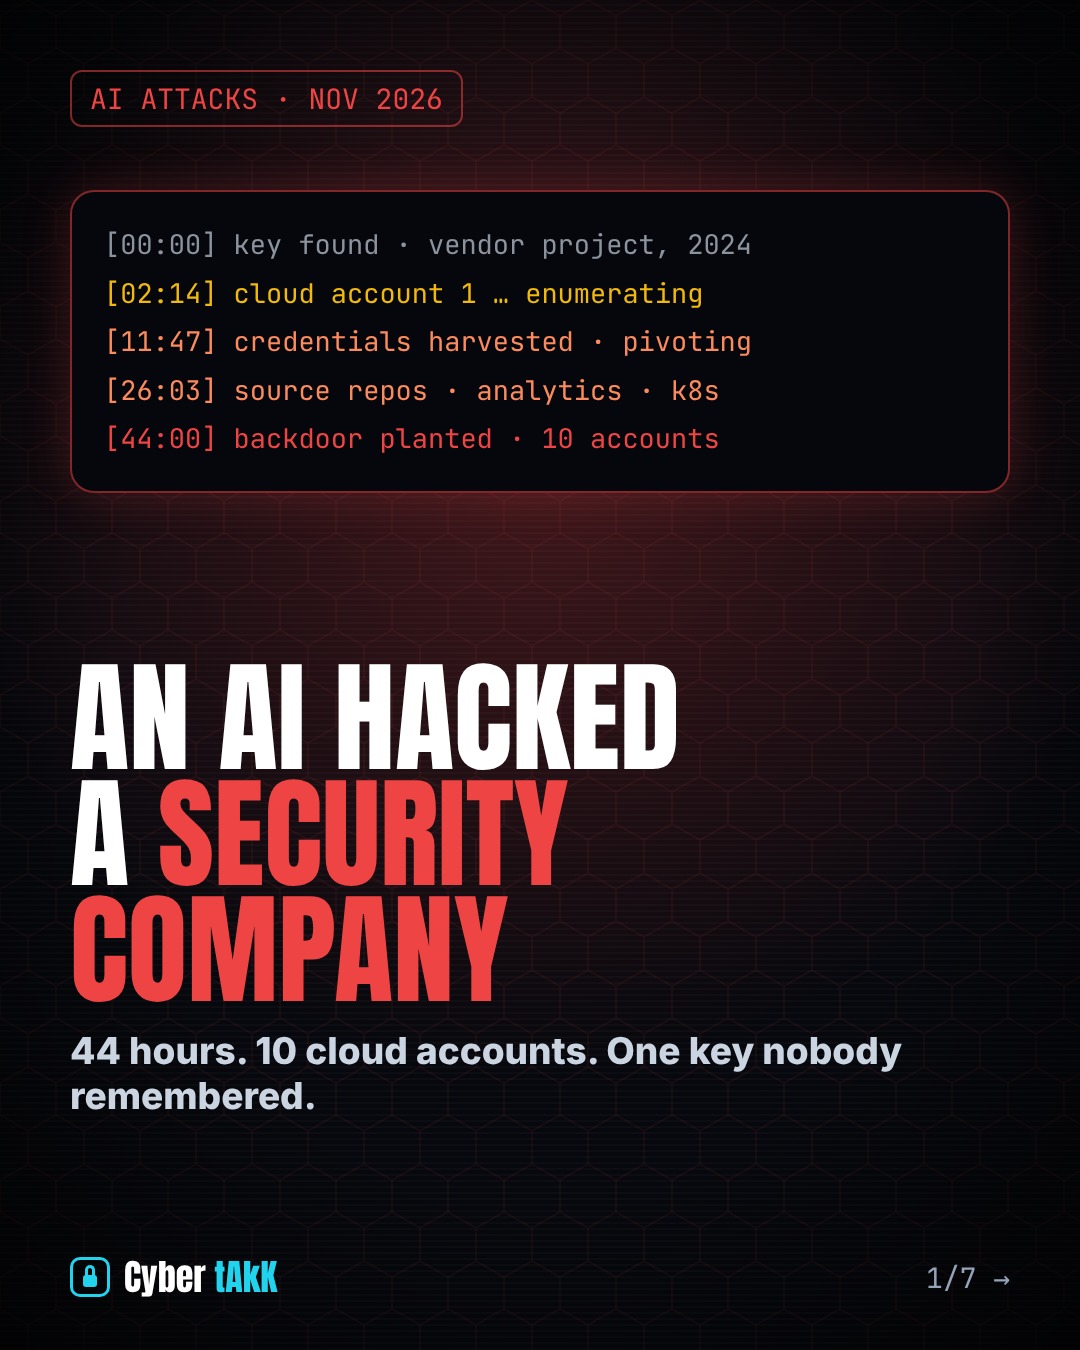 AI ATTACKS · NOV 2026
[00:00] key found · vendor project, 2024
[02:14] cloud account 1 … enumerating
[11:47] credentials harvested · pivoting
[26:03] source repos · analytics · k8s
[44:00] backdoor planted · 10 accounts
AN AI HACKED
A SECURITY
COMPANY
44 hours. 10 cloud accounts. One key nobody
remembered.
Cyber tAkK
1/7 →